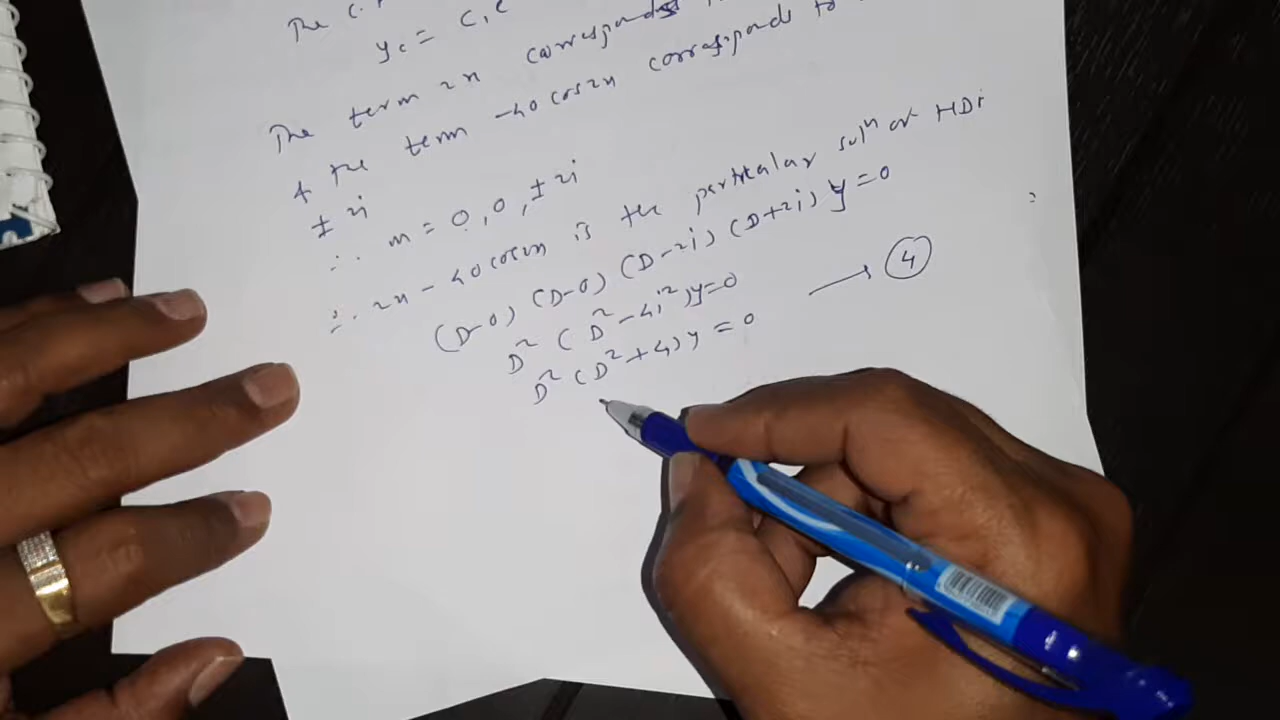 The C.F
yc = C1 e
The term 2x corresponds
& the term -40 cos2x corresponds to
± 2i
∴ m = 0, 0, ± 2i
∴ 2x - 40 cos2x is the particular solⁿ of HDE
(D-0) (D-0) (D-2i) (D+2i) y = 0
D² (D² - 4i²) y = 0 → 4
D² (D² + 4) y = 0